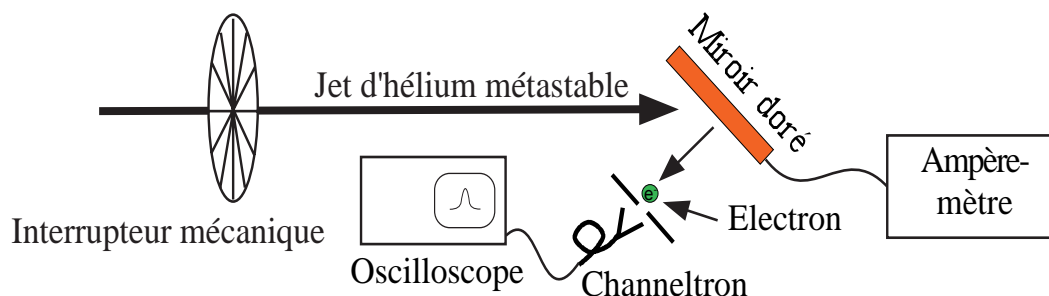 Jet d'hélium métastable
Miroir doré
Ampère-
mètre
e-
Electron
Interrupteur mécanique
Oscilloscope
Channeltron